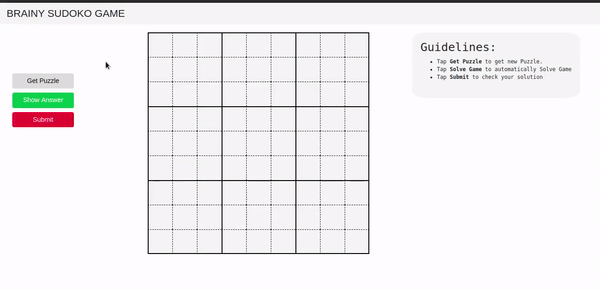 BRAINY SUDOKO GAME
Get Puzzle
Show Answer
Submit
Guidelines:
Tap Get Puzzle to get new Puzzle.
Tap Solve Game to automatically Solve Game
Tap Submit to check your solution